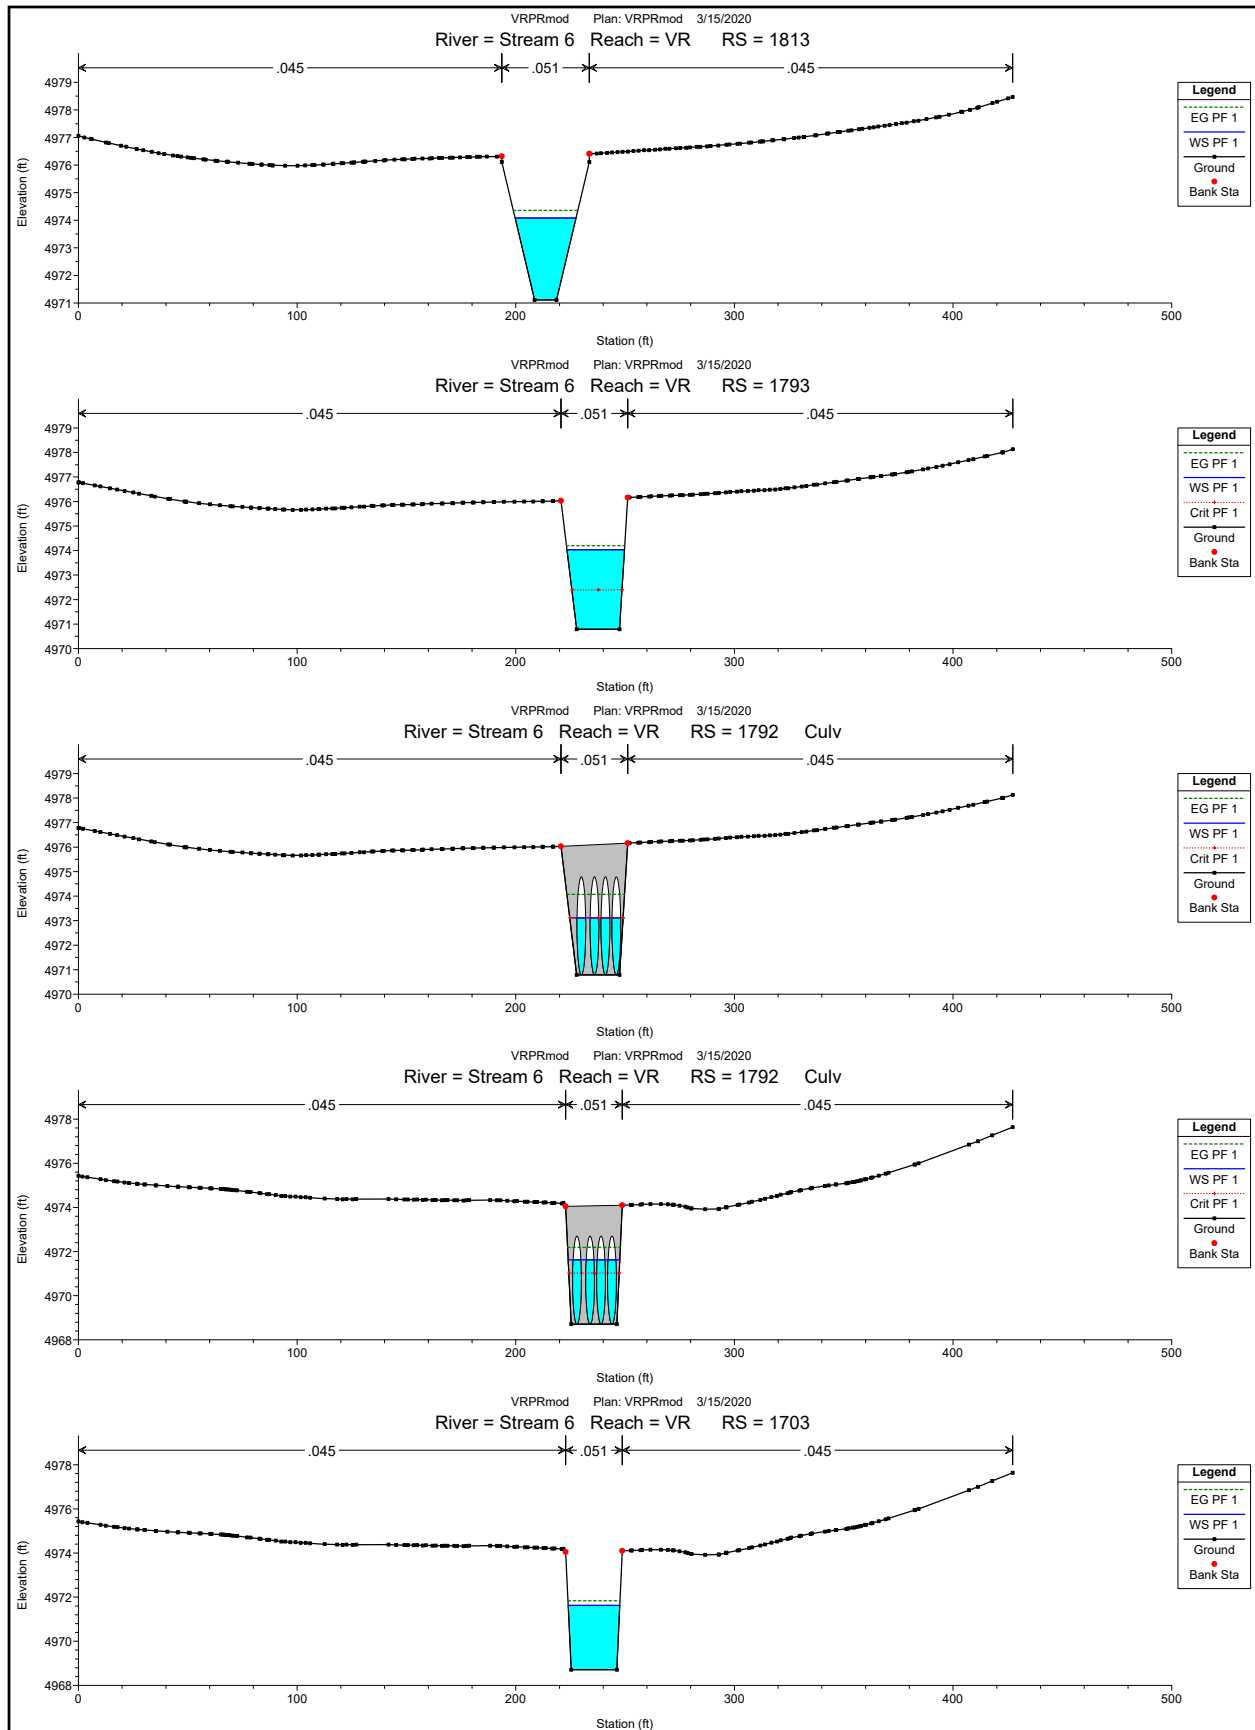 VRPRmod Plan: VRPRmod 3/15/2020
River = Stream 6 Reach = VR RS = 1813
.045 .051 .045
4979
4978
4977
4976
4975
4974
4973
4972
4971
Elevation (ft)
0 100 200 300 400 500
Station (ft)
Legend
EG PF 1
WS PF 1
Ground
Bank Sta
VRPRmod Plan: VRPRmod 3/15/2020
River = Stream 6 Reach = VR RS = 1793
.045 .051 .045
4979
4978
4977
4976
4975
4974
4973
4972
4971
4970
Elevation (ft)
0 100 200 300 400 500
Station (ft)
Legend
EG PF 1
WS PF 1
Crit PF 1
Ground
Bank Sta
VRPRmod Plan: VRPRmod 3/15/2020
River = Stream 6 Reach = VR RS = 1792 Culv
.045 .051 .045
4979
4978
4977
4976
4975
4974
4973
4972
4971
4970
Elevation (ft)
0 100 200 300 400 500
Station (ft)
Legend
EG PF 1
WS PF 1
Crit PF 1
Ground
Bank Sta
VRPRmod Plan: VRPRmod 3/15/2020
River = Stream 6 Reach = VR RS = 1792 Culv
.045 .051 .045
4978
4976
4974
4972
4970
4968
Elevation (ft)
0 100 200 300 400 500
Station (ft)
Legend
EG PF 1
WS PF 1
Crit PF 1
Ground
Bank Sta
VRPRmod Plan: VRPRmod 3/15/2020
River = Stream 6 Reach = VR RS = 1703
.045 .051 .045
4978
4976
4974
4972
4970
4968
Elevation (ft)
0 100 200 300 400 500
Station (ft)
Legend
EG PF 1
WS PF 1
Ground
Bank Sta